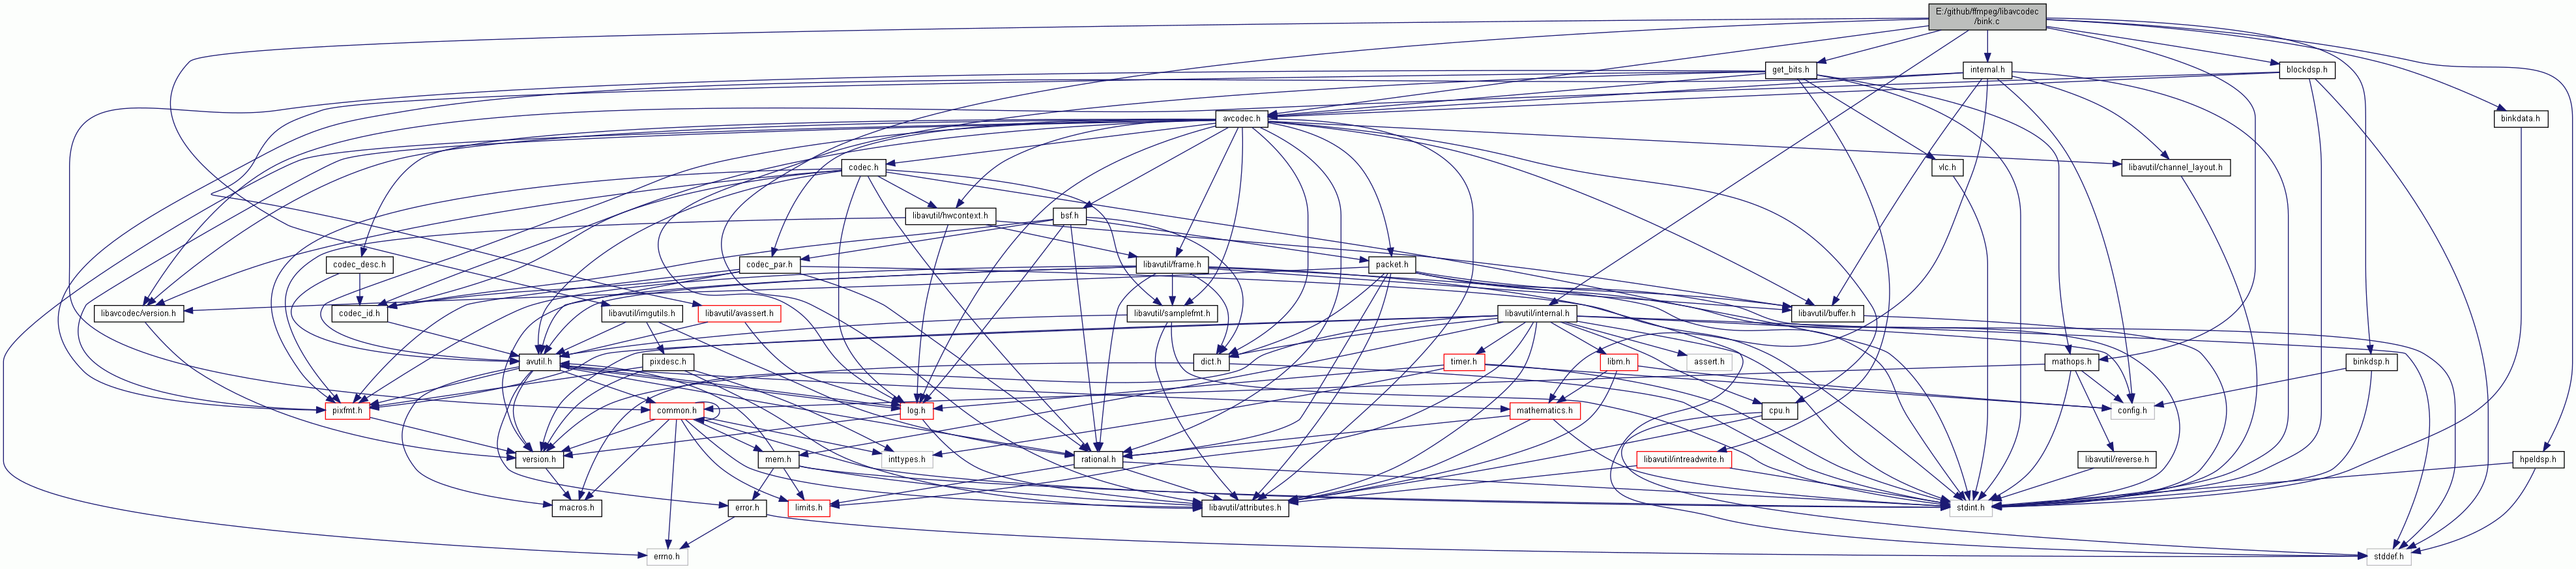 E:/github/ffmpeg/libavcodec
/bink.c
get_bits.h
internal.h
blockdsp.h
avcodec.h
binkdata.h
codec.h
vlc.h
libavutil/channel_layout.h
libavutil/hwcontext.h
bsf.h
codec_desc.h
codec_par.h
libavutil/frame.h
packet.h
libavcodec/version.h
codec_id.h
libavutil/imgutils.h
libavutil/avassert.h
libavutil/samplefmt.h
libavutil/internal.h
libavutil/buffer.h
avutil.h
pixdesc.h
dict.h
timer.h
libm.h
assert.h
mathops.h
binkdsp.h
pixfmt.h
common.h
log.h
mathematics.h
cpu.h
config.h
version.h
mem.h
inttypes.h
rational.h
libavutil/intreadwrite.h
libavutil/reverse.h
hpeldsp.h
macros.h
error.h
limits.h
libavutil/attributes.h
stdint.h
errno.h
stddef.h